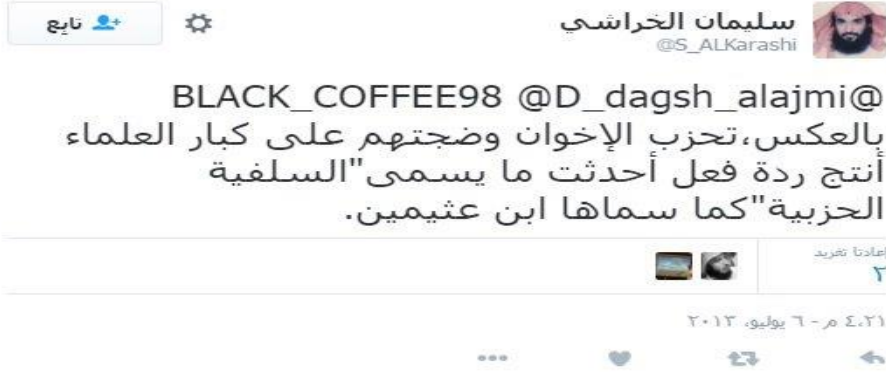 سليمان الخراشي
@S_ALKarashi
تابِع
@BLACK_COFFEE98 @D_dagsh_alajmi
بالعكس،تحزب الإخوان وضجتهم على كبار العلماء
أنتج ردة فعل أحدثت ما يسمى"السلفية
الحزبية"كما سماها ابن عثيمين.
إعادتا تغريد
٢
٤،٢١ م - ٦ يوليو، ٢٠١٣